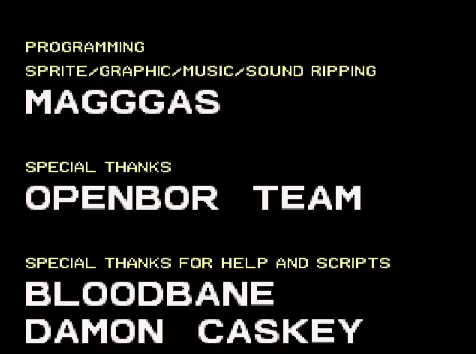 PROGRAMMING
SPRITE/GRAPHIC/MUSIC/SOUND RIPPING
MAGGGAS
SPECIAL THANKS
OPENBOR TEAM
SPECIAL THANKS FOR HELP AND SCRIPTS
BLOODBANE
DAMON CASKEY